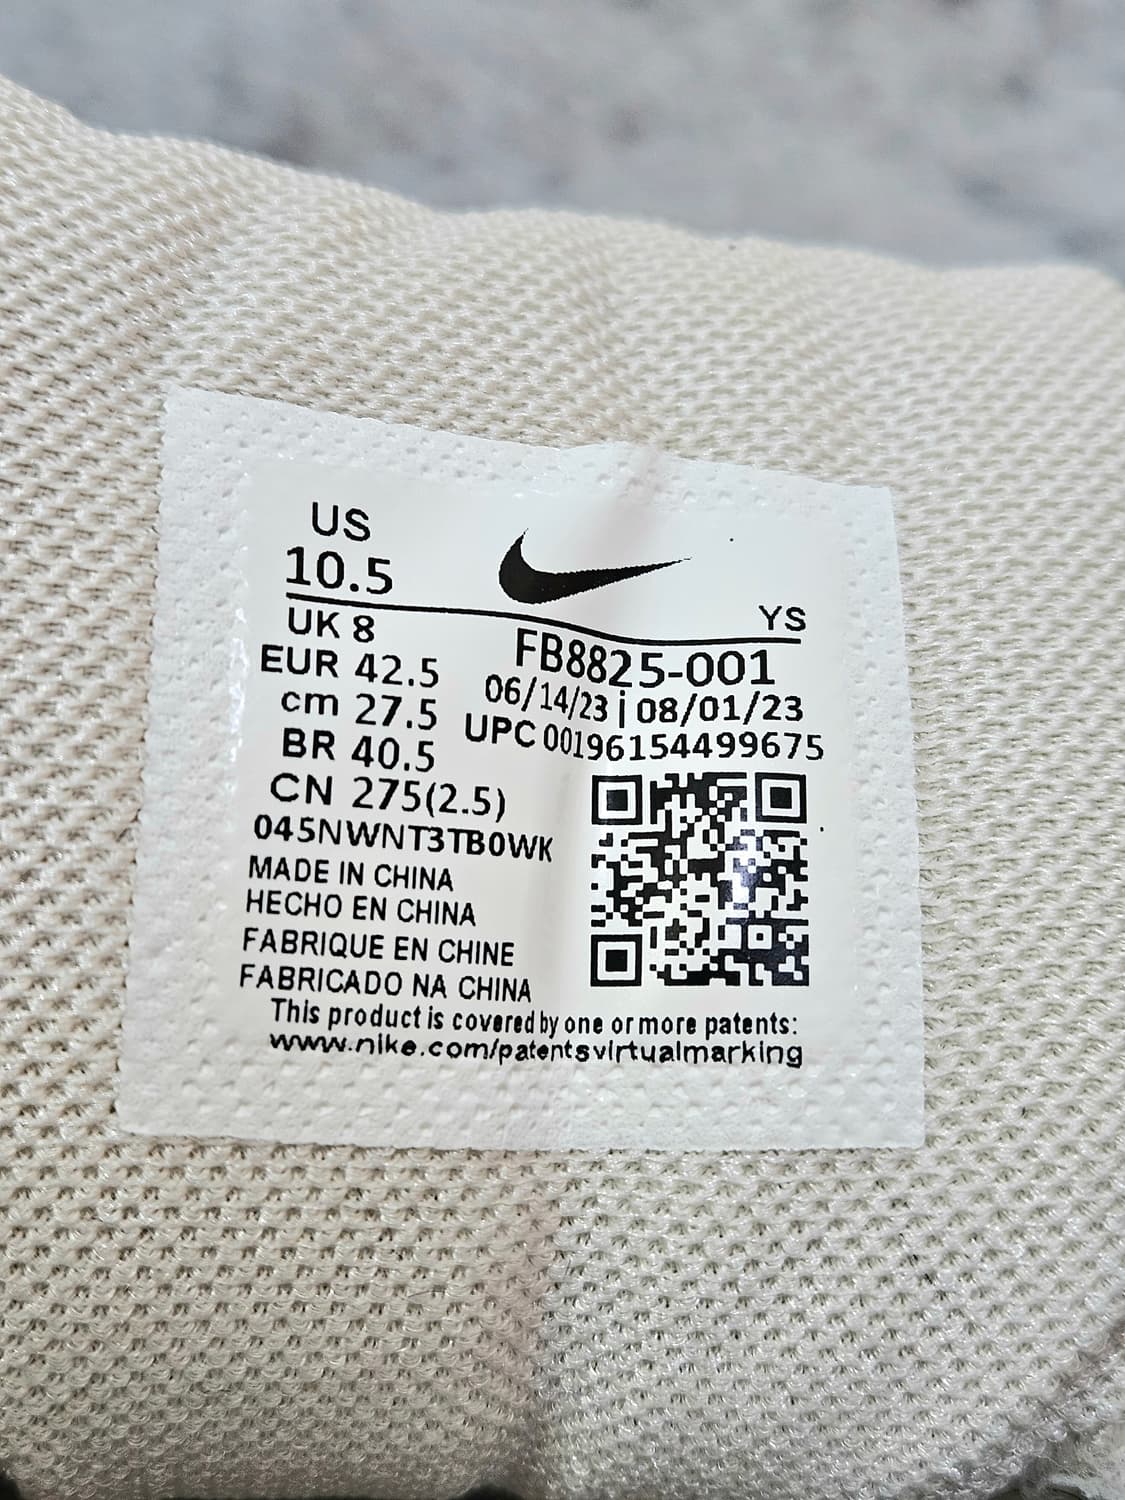 US
10.5
YS
UK 8
FB8825-001
EUR 42.5
06/14/23 | 08/01/23
cm 27.5
UPC 00196154499675
BR 40.5
CN 275(2.5)
045NWNT3TB0WK
MADE IN CHINA
HECHO EN CHINA
FABRIQUE EN CHINE
FABRICADO NA CHINA
This product is covered by one or more patents:
www.nike.com/patentsvirtualmarking